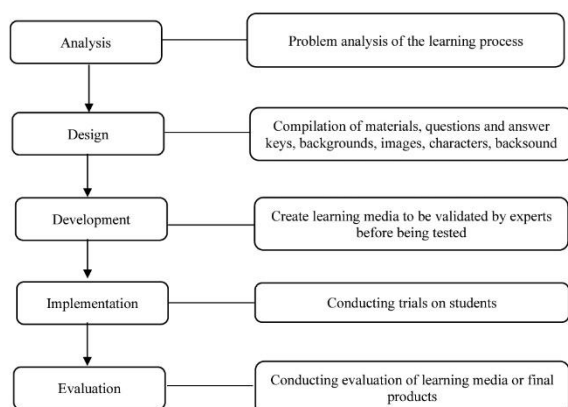 Analysis
Problem analysis of the learning process
Design
Compilation of materials, questions and answer
keys, backgrounds, images, characters, backsound
Development
Create learning media to be validated by experts
before being tested
Implementation
Conducting trials on students
Evaluation
Conducting evaluation of learning media or final
products